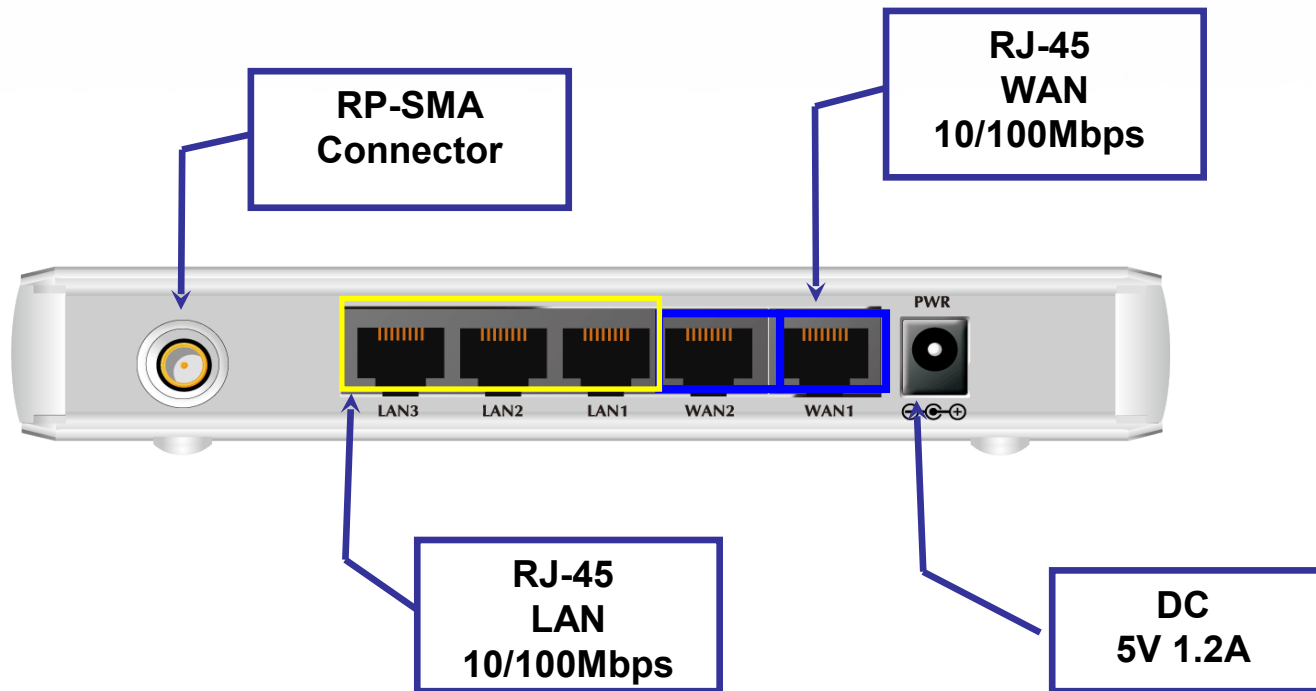 RJ-45
WAN
10/100Mbps
RP-SMA
Connector
PWR
LAN3 LAN2 LAN1 WAN2 WAN1
RJ-45
LAN
10/100Mbps
DC
5V 1.2A